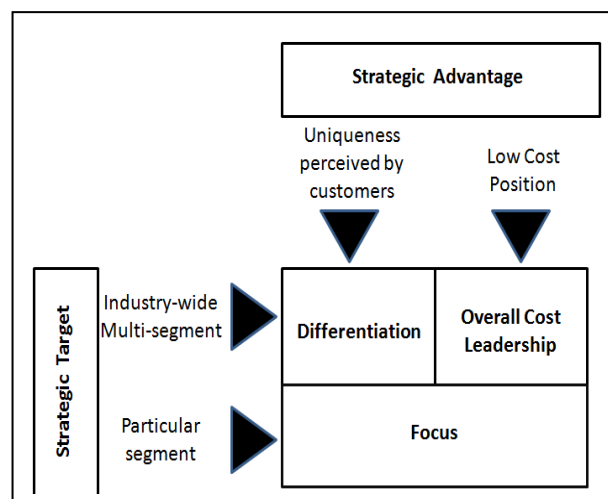 Strategic Advantage
Uniqueness
perceived by
customers
Low Cost
Position
Strategic Target
Industry-wide
Multi-segment
Differentiation
Overall Cost
Leadership
Particular
segment
Focus